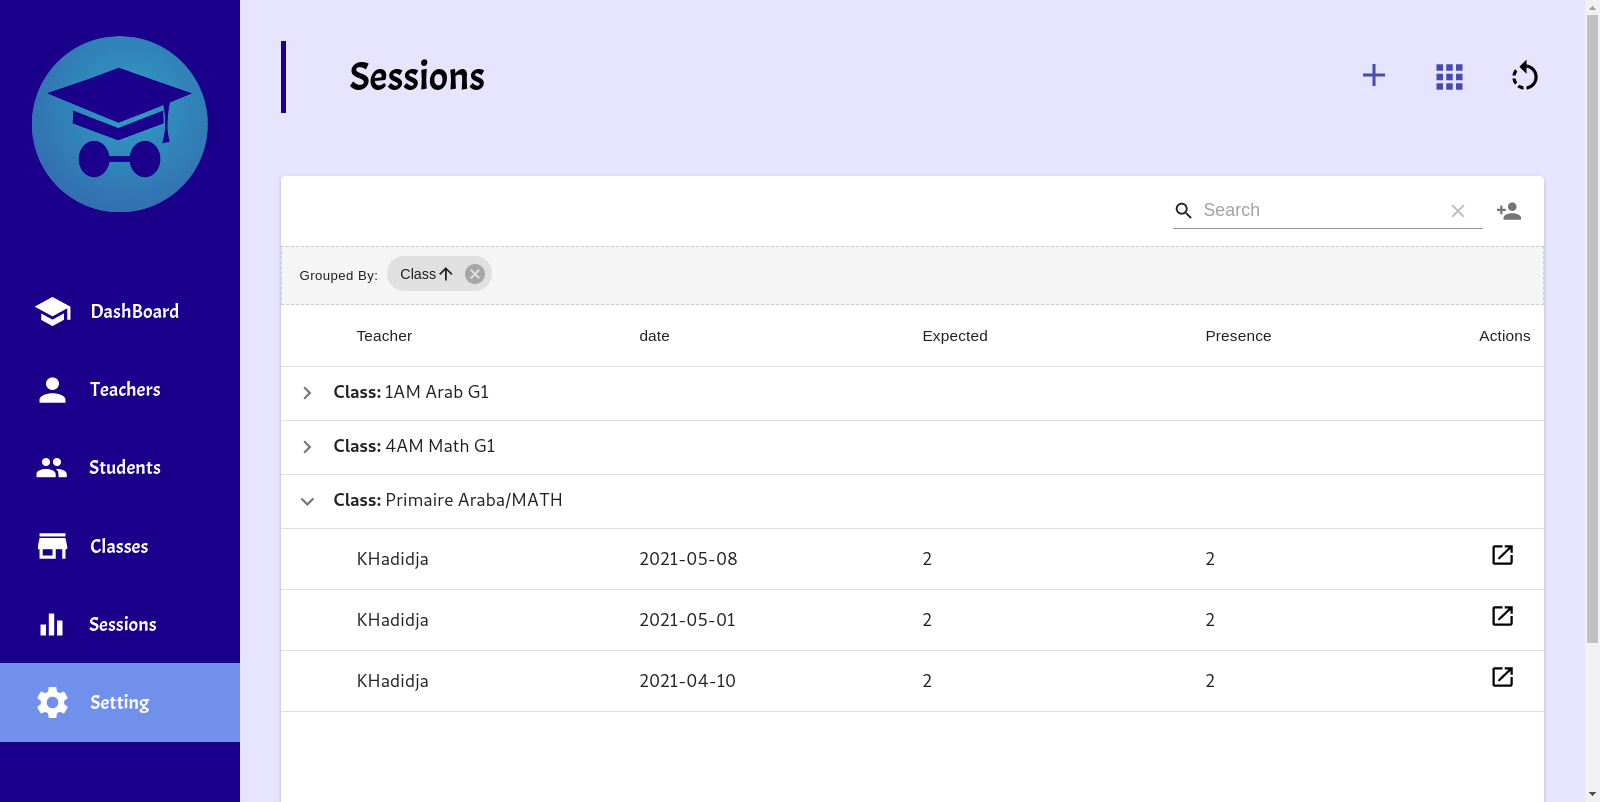 Sessions
DashBoard
Teachers
Students
Classes
Sessions
Setting
Search
Grouped By: Class
Teacher date Expected Presence Actions
Class: 1AM Arab G1
Class: 4AM Math G1
Class: Primaire Araba/MATH
KHadidja 2021-05-08 2 2
KHadidja 2021-05-01 2 2
KHadidja 2021-04-10 2 2